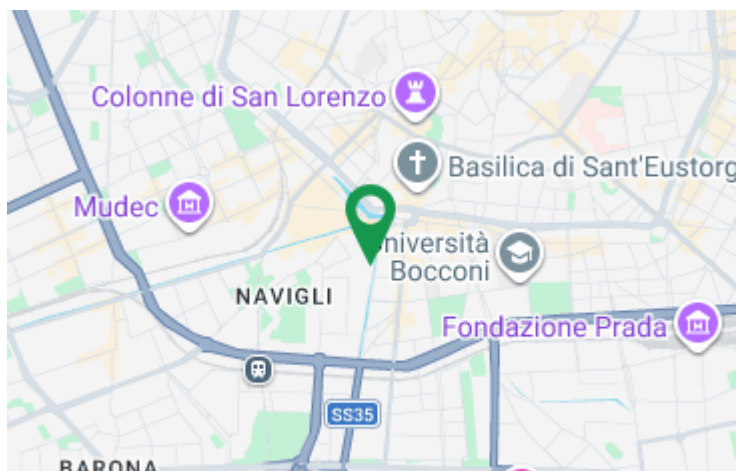 Colonne di San Lorenzo
Basilica di Sant'Eustorg
Mudec
niversità
Bocconi
NAVIGLI
Fondazione Prada
SS35
BARONA